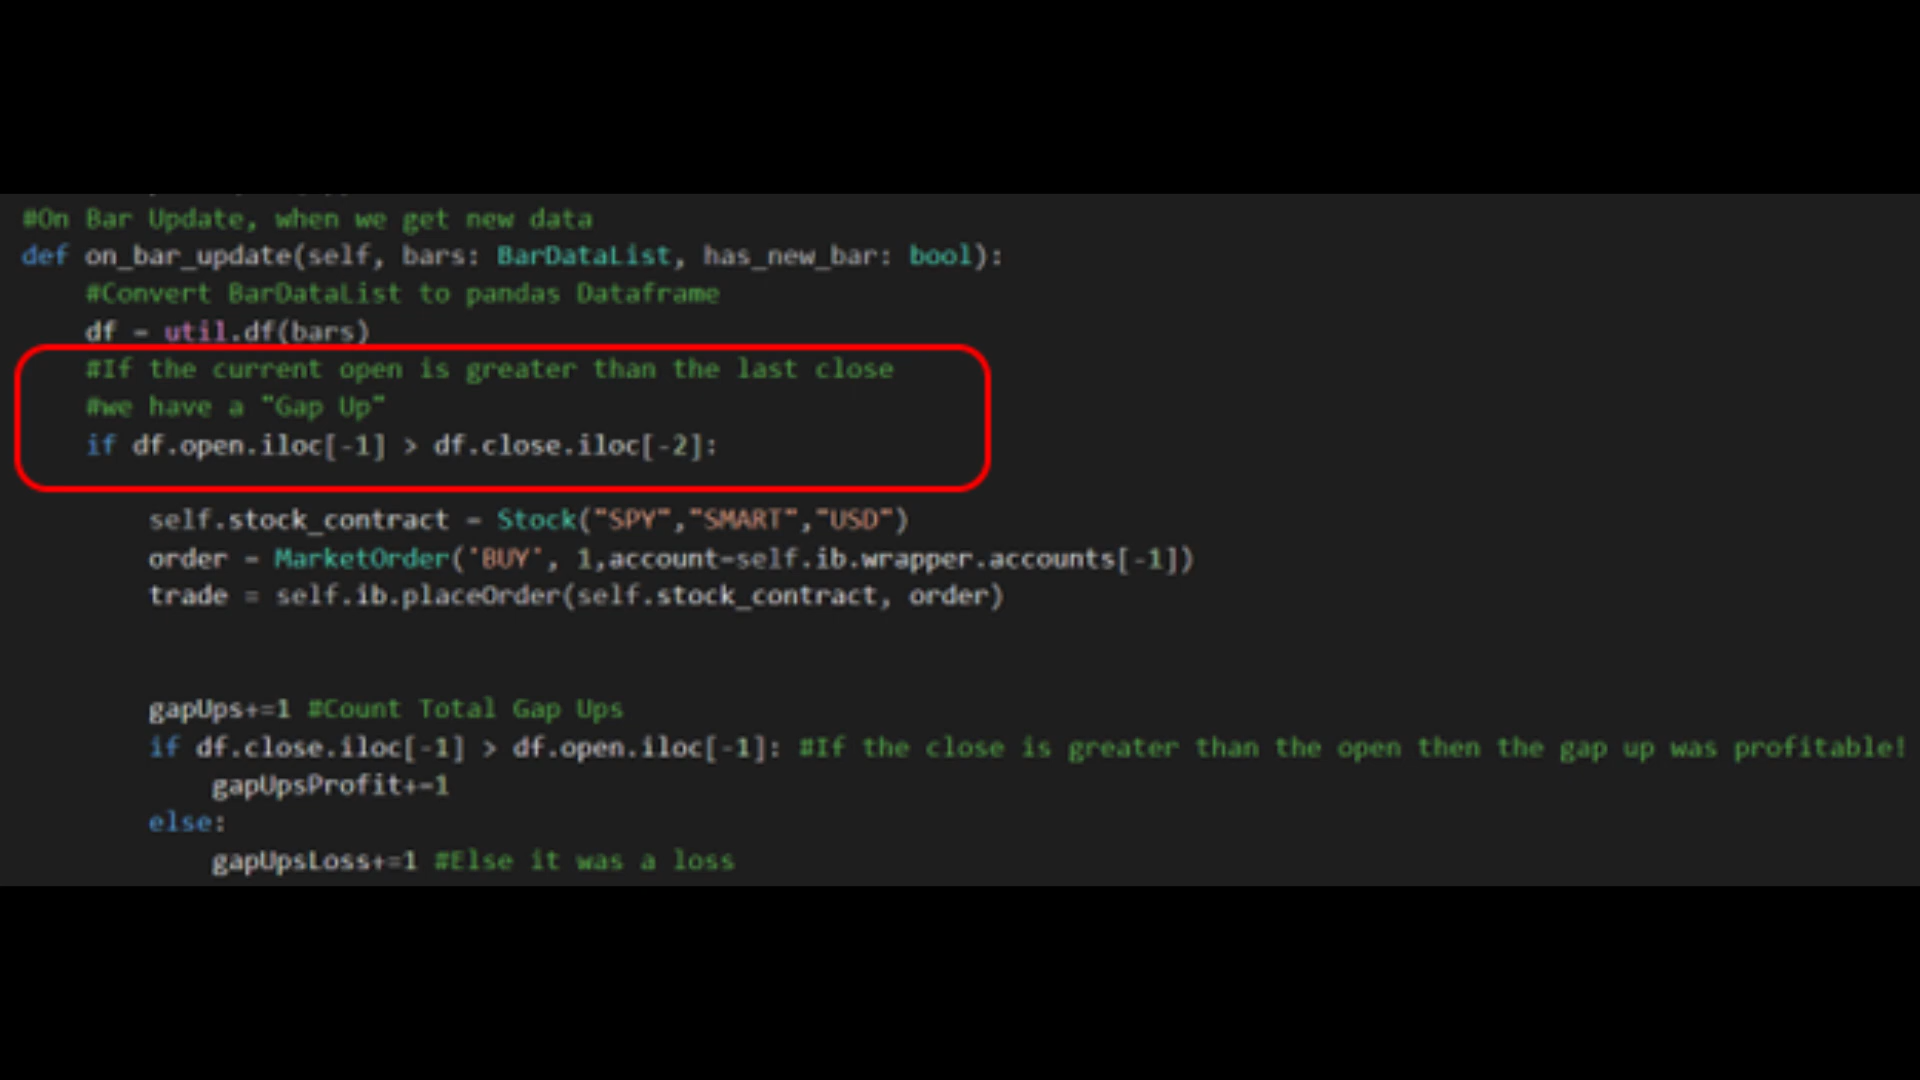 #On Bar Update, when we get new data
def on_bar_update(self, bars: BarDataList, has_new_bar: bool):
#Convert BarDataList to pandas Dataframe
df = util.df(bars)
#If the current open is greater than the last close
#we have a "Gap Up"
if df.open.iloc[-1] > df.close.iloc[-2]:
self.stock_contract = Stock("SPY","SMART","USD")
order = MarketOrder('BUY', 1,account=self.ib.wrapper.accounts[-1])
trade = self.ib.placeOrder(self.stock_contract, order)
gapUps+=1 #Count Total Gap Ups
if df.close.iloc[-1] > df.open.iloc[-1]: #If the close is greater than the open then the gap up was profitable!
gapUpsProfit+=1
else:
gapUpsLoss+=1 #Else it was a loss